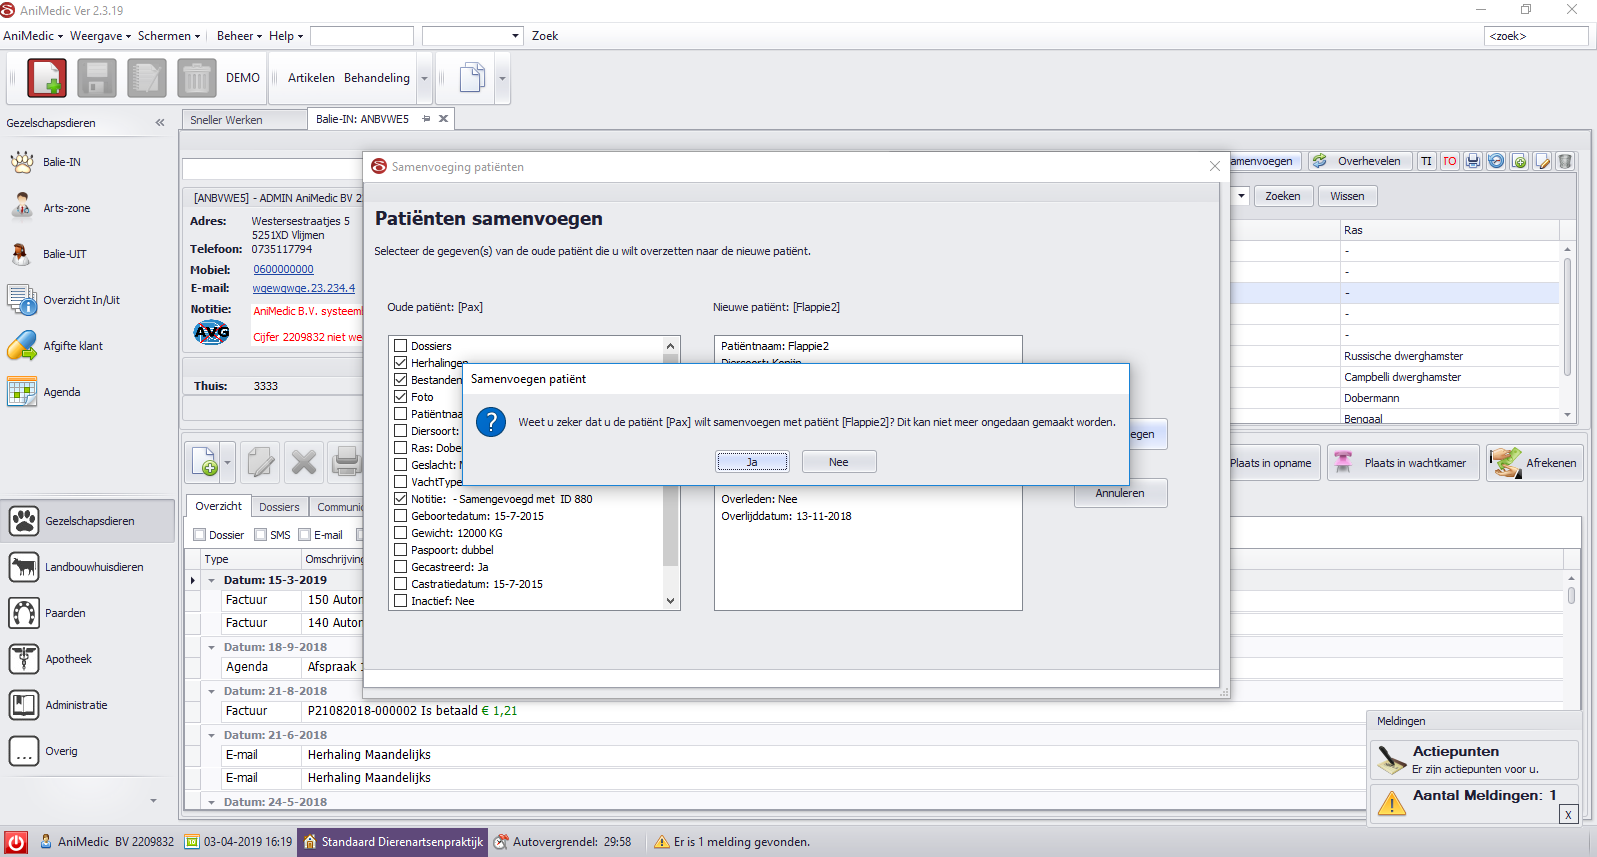 AniMedic Ver 2.3.19
AniMedic Weergave Schermen Beheer Help Zoek <zoek>
DEMO Artikelen Behandeling
Gezelschapsdieren «
Sneller Werken Balie-IN: ANBVWE5
Balie-IN
Arts-zone
Balie-UIT
Overzicht In/Uit
Afgifte klant
Agenda
Gezelschapsdieren
Landbouwhuisdieren
Paarden
Apotheek
Administratie
... Overig
amenvoegen Overhevelen TI TO
Zoeken Wissen
[ANBVWE5] - ADMIN AniMedic BV 2
Adres: Westersestraatjes 5
5251XD Vlijmen
Telefoon: 0735117794
Mobiel: 0600000000
E-mail: wqewqwqe.23.234.4
Notitie: AniMedic B.V. systeem
AVG Cijfer 2209832 niet we
Thuis: 3333
Ras
-
-
-
-
-
Russische dwerghamster
Campbelli dwerghamster
Dobermann
Bengaal
Samenvoeging patiënten
Patiënten samenvoegen
Selecteer de gegeven(s) van de oude patiënt die u wilt overzetten naar de nieuwe patiënt.
Oude patiënt: [Pax] Nieuwe patiënt: [Flappie2]
Dossiers
Herhalingen
Bestanden
Foto
Patiëntnaa
Diersoort:
Ras: Dobe
Geslacht: M
VachtType
Notitie: - Samengevoegd met ID 880
Geboortedatum: 15-7-2015
Gewicht: 12000 KG
Paspoort: dubbel
Gecastreerd: Ja
Castratiedatum: 15-7-2015
Inactief: Nee
Patiëntnaam: Flappie2
Diersoort: Konijn
Overleden: Nee
Overlijddatum: 13-11-2018
egen
Annuleren
Samenvoegen patiënt
? Weet u zeker dat u de patiënt [Pax] wilt samenvoegen met patiënt [Flappie2]? Dit kan niet meer ongedaan gemaakt worden.
Ja Nee
Plaats in opname Plaats in wachtkamer Afrekenen
Overzicht Dossiers Communic
Dossier SMS E-mail
Type Omschrijving
Datum: 15-3-2019
Factuur 150 Auton
Factuur 140 Auton
Datum: 18-9-2018
Agenda Afspraak
Datum: 21-8-2018
Factuur P21082018-000002 Is betaald € 1,21
Datum: 21-6-2018
E-mail Herhaling Maandelijks
E-mail Herhaling Maandelijks
Datum: 24-5-2018
Meldingen
Actiepunten
Er zijn actiepunten voor u.
Aantal Meldingen: 1
X
AniMedic BV 2209832 03-04-2019 16:19 Standaard Dierenartsenpraktijk Autovergrendel: 29:58 Er is 1 melding gevonden.